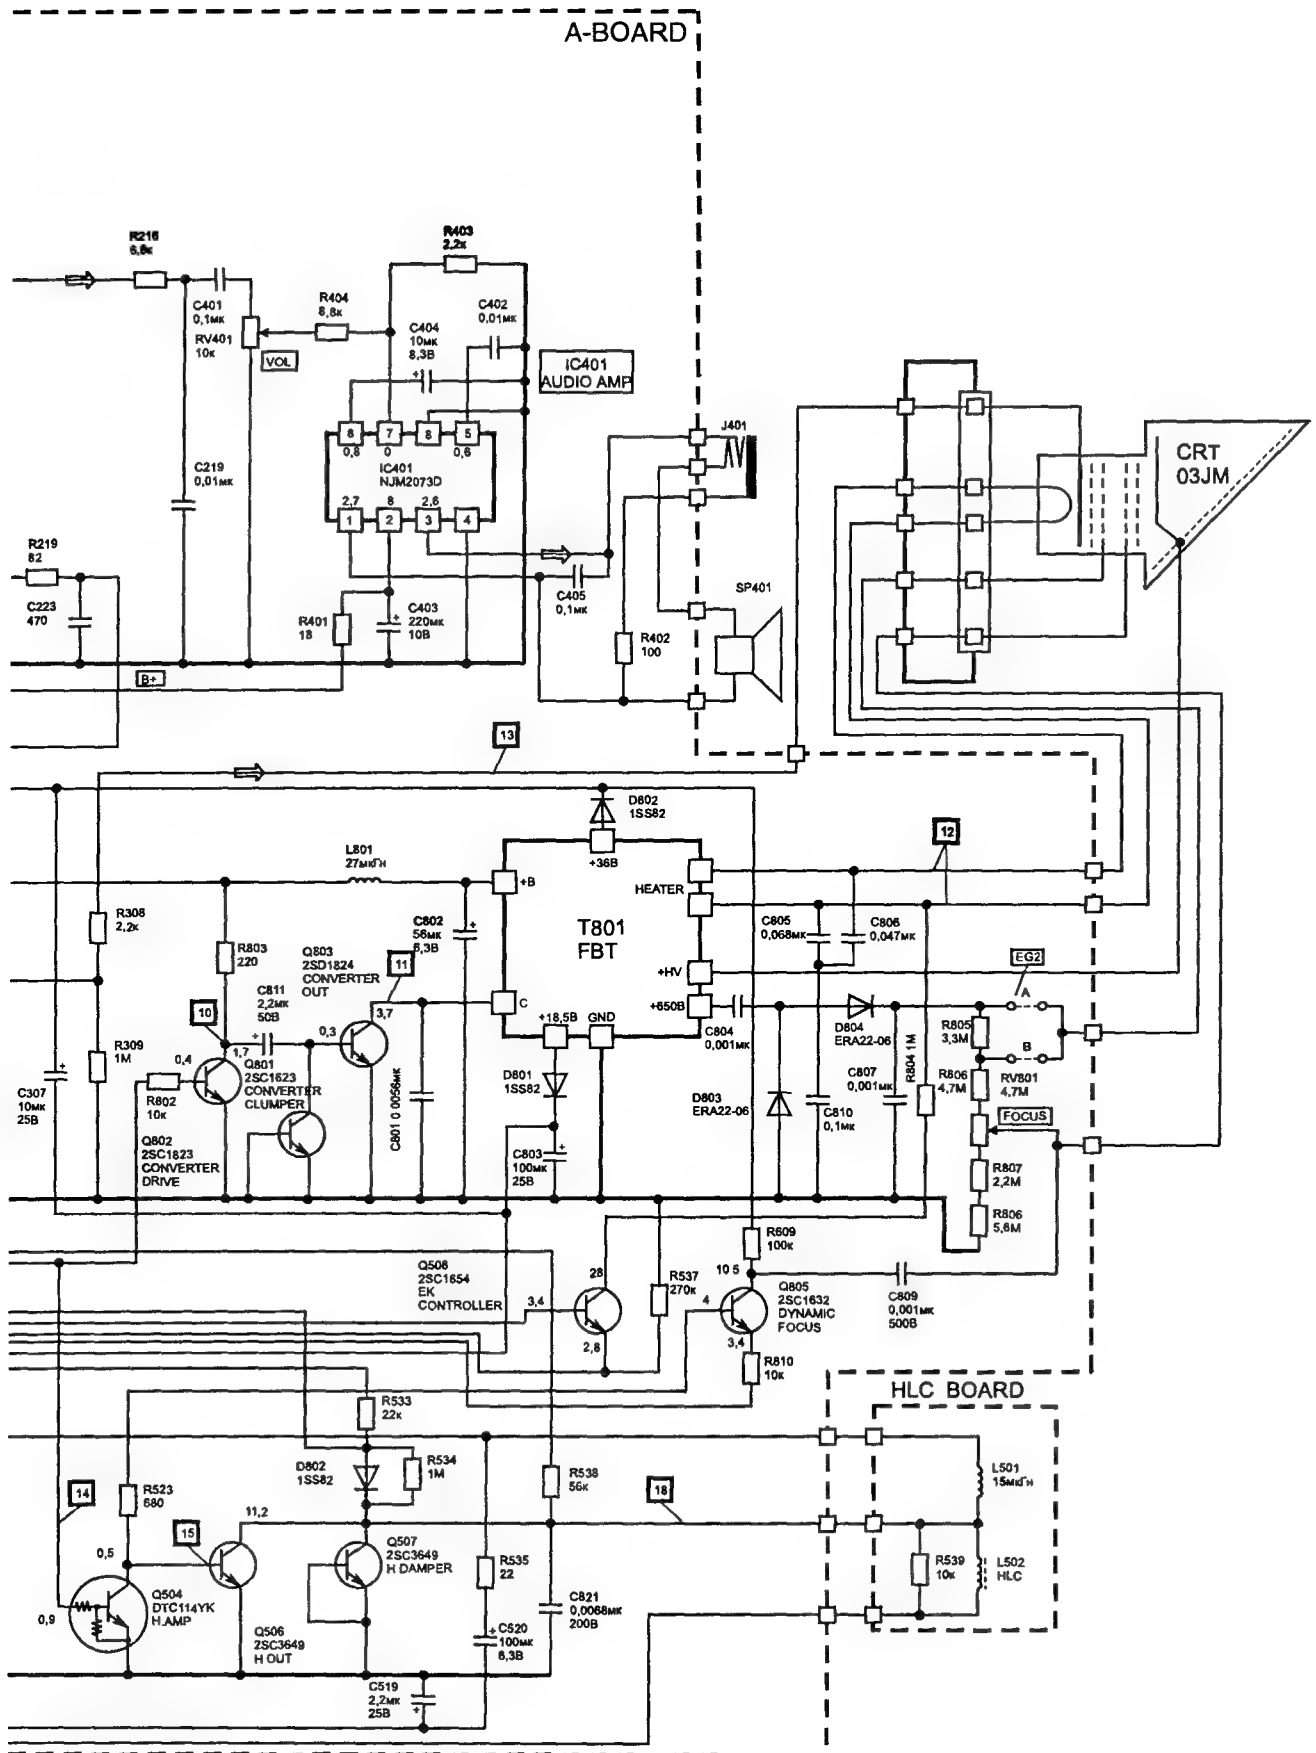 A-BOARD
R216
6,8к
R403
2,2к
C401
0,1мк
RV401
10к
VOL
R404
8,8к
C404
10мк
8,3В
C402
0,01мк
IC401
AUDIO AMP
6
7
8
5
0,8
0
0,6
IC401
NJM2073D
2,7
8
2,6
1
2
3
4
C219
0,01мк
J401
CRT
03JM
R219
82
C223
470
R401
18
C403
220мк
10В
C405
0,1мк
R402
100
SP401
B+
13
D802
1SS82
12
L801
27мкГн
+36В
+B
HEATER
T801
FBT
+HV
+650В
C
+18,5В
GND
R308
2,2к
R803
220
C802
56мк
6,3В
Q803
2SD1824
CONVERTER
OUT
11
C811
2,2мк
50В
3,7
0,3
10
1,7
0,4
R309
1М
Q801
2SC1623
CONVERTER
CLUMPER
C307
10мк
25В
R802
10к
Q802
2SC1823
CONVERTER
DRIVE
C801 0 0056мк
D801
1SS82
C803
100мк
25В
C805
0,068мк
C806
0,047мк
EG2
A
C804
0,001мк
D804
ERA22-06
R805
3,3М
B
C807
0,001мк
R804 1М
R806
4,7М
RV801
4,7М
D803
ERA22-06
C810
0,1мк
FOCUS
R807
2,2М
R806
5,6М
R609
100к
Q508
2SC1654
EK
CONTROLLER
28
R537
270к
10 5
Q805
2SC1632
DYNAMIC
FOCUS
C809
0,001мк
500В
3,4
4
2,8
3,4
R810
10к
HLC BOARD
R533
22к
D802
1SS82
R534
1М
R538
56к
L501
15мкГн
14
R523
680
18
11,2
15
Q507
2SC3649
H DAMPER
R535
22
R539
10к
L502
HLC
0,5
Q504
DTC114YK
H.AMP
0,9
C821
0,0068мк
200В
Q506
2SC3649
H OUT
C520
100мк
8,3В
C519
2,2мк
25В